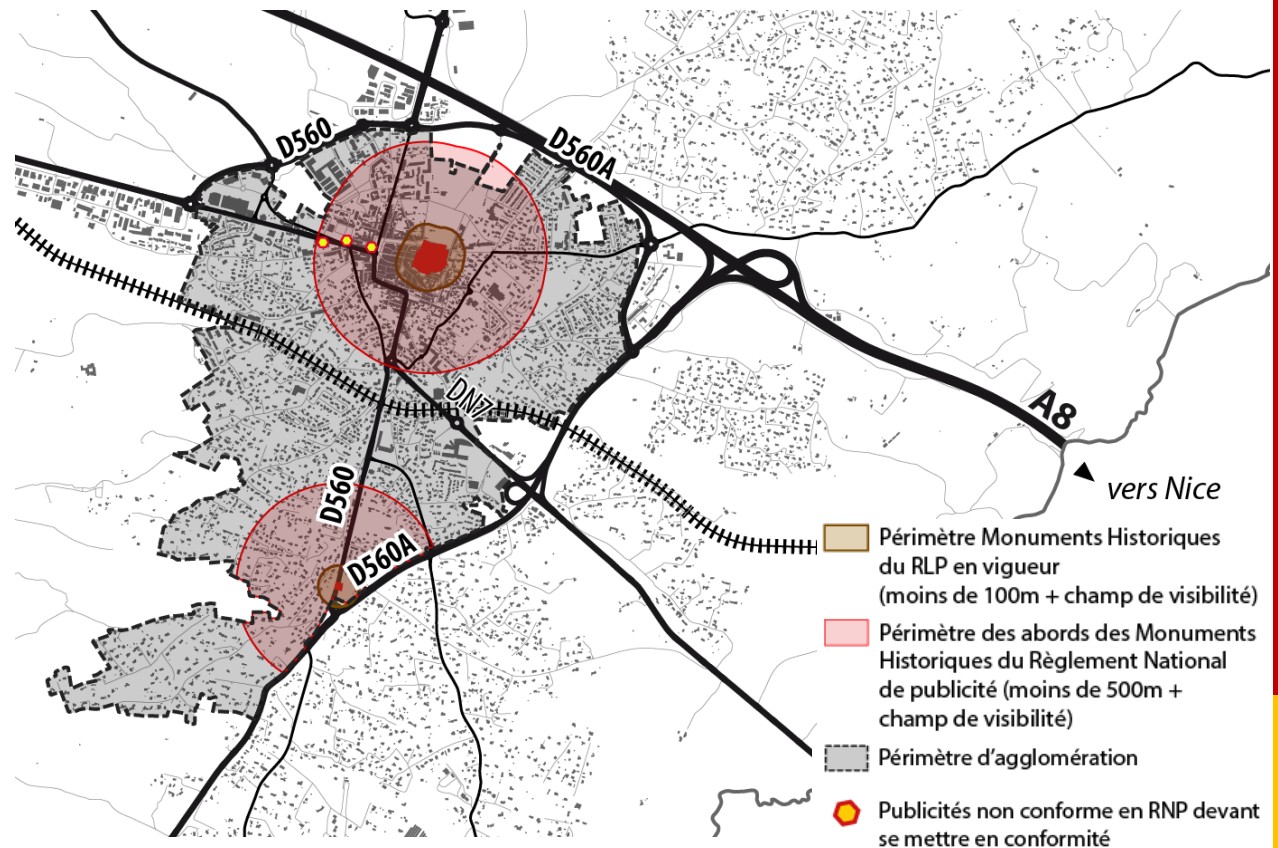 D560
D560A
DN7
A8
vers Nice
D560
D560A
Périmètre Monuments Historiques
du RLP en vigueur
(moins de 100m + champ de visibilité)
Périmètre des abords des Monuments
Historiques du Règlement National
de publicité (moins de 500m +
champ de visibilité)
Périmètre d'agglomération
Publicités non conforme en RNP devant
se mettre en conformité